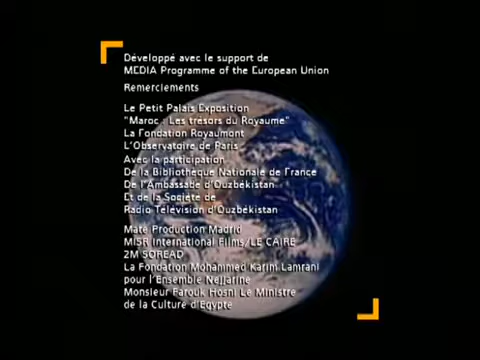 Développé avec le support de
MEDIA Programme of the European Union
Remerciements
Le Petit Palais Exposition
"Maroc : Les trésors du Royaume"
La Fondation Royaumont
L'Observatoire de Paris
Avec la participation
De la Bibliothèque Nationale de France
De l'Ambassade d'Ouzbékistan
Et de la Société de
Radio Télévision d'Ouzbékistan
Mate Production Madrid
MISR International Films/LE CAIRE
2M SOREAD
La Fondation Mohammed Karim Lamrani
pour l'Ensemble Nejjarine
Monsieur Farouk Hosni Le Ministre
de la Culture d'Egypte